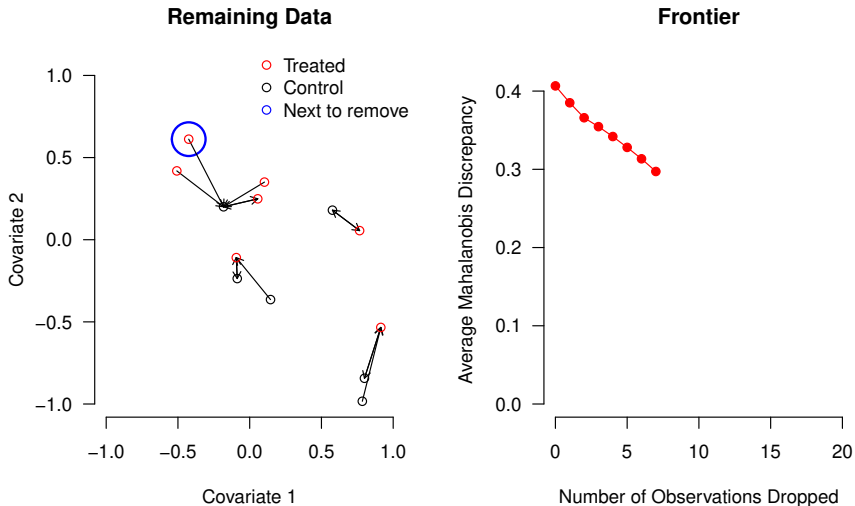 Remaining Data
Treated
Control
Next to remove
1.0
0.5
0.0
−0.5
−1.0
Covariate 2
−1.0 −0.5 0.0 0.5 1.0
Covariate 1
Frontier
0.4
0.3
0.2
0.1
0.0
Average Mahalanobis Discrepancy
0 5 10 15 20
Number of Observations Dropped